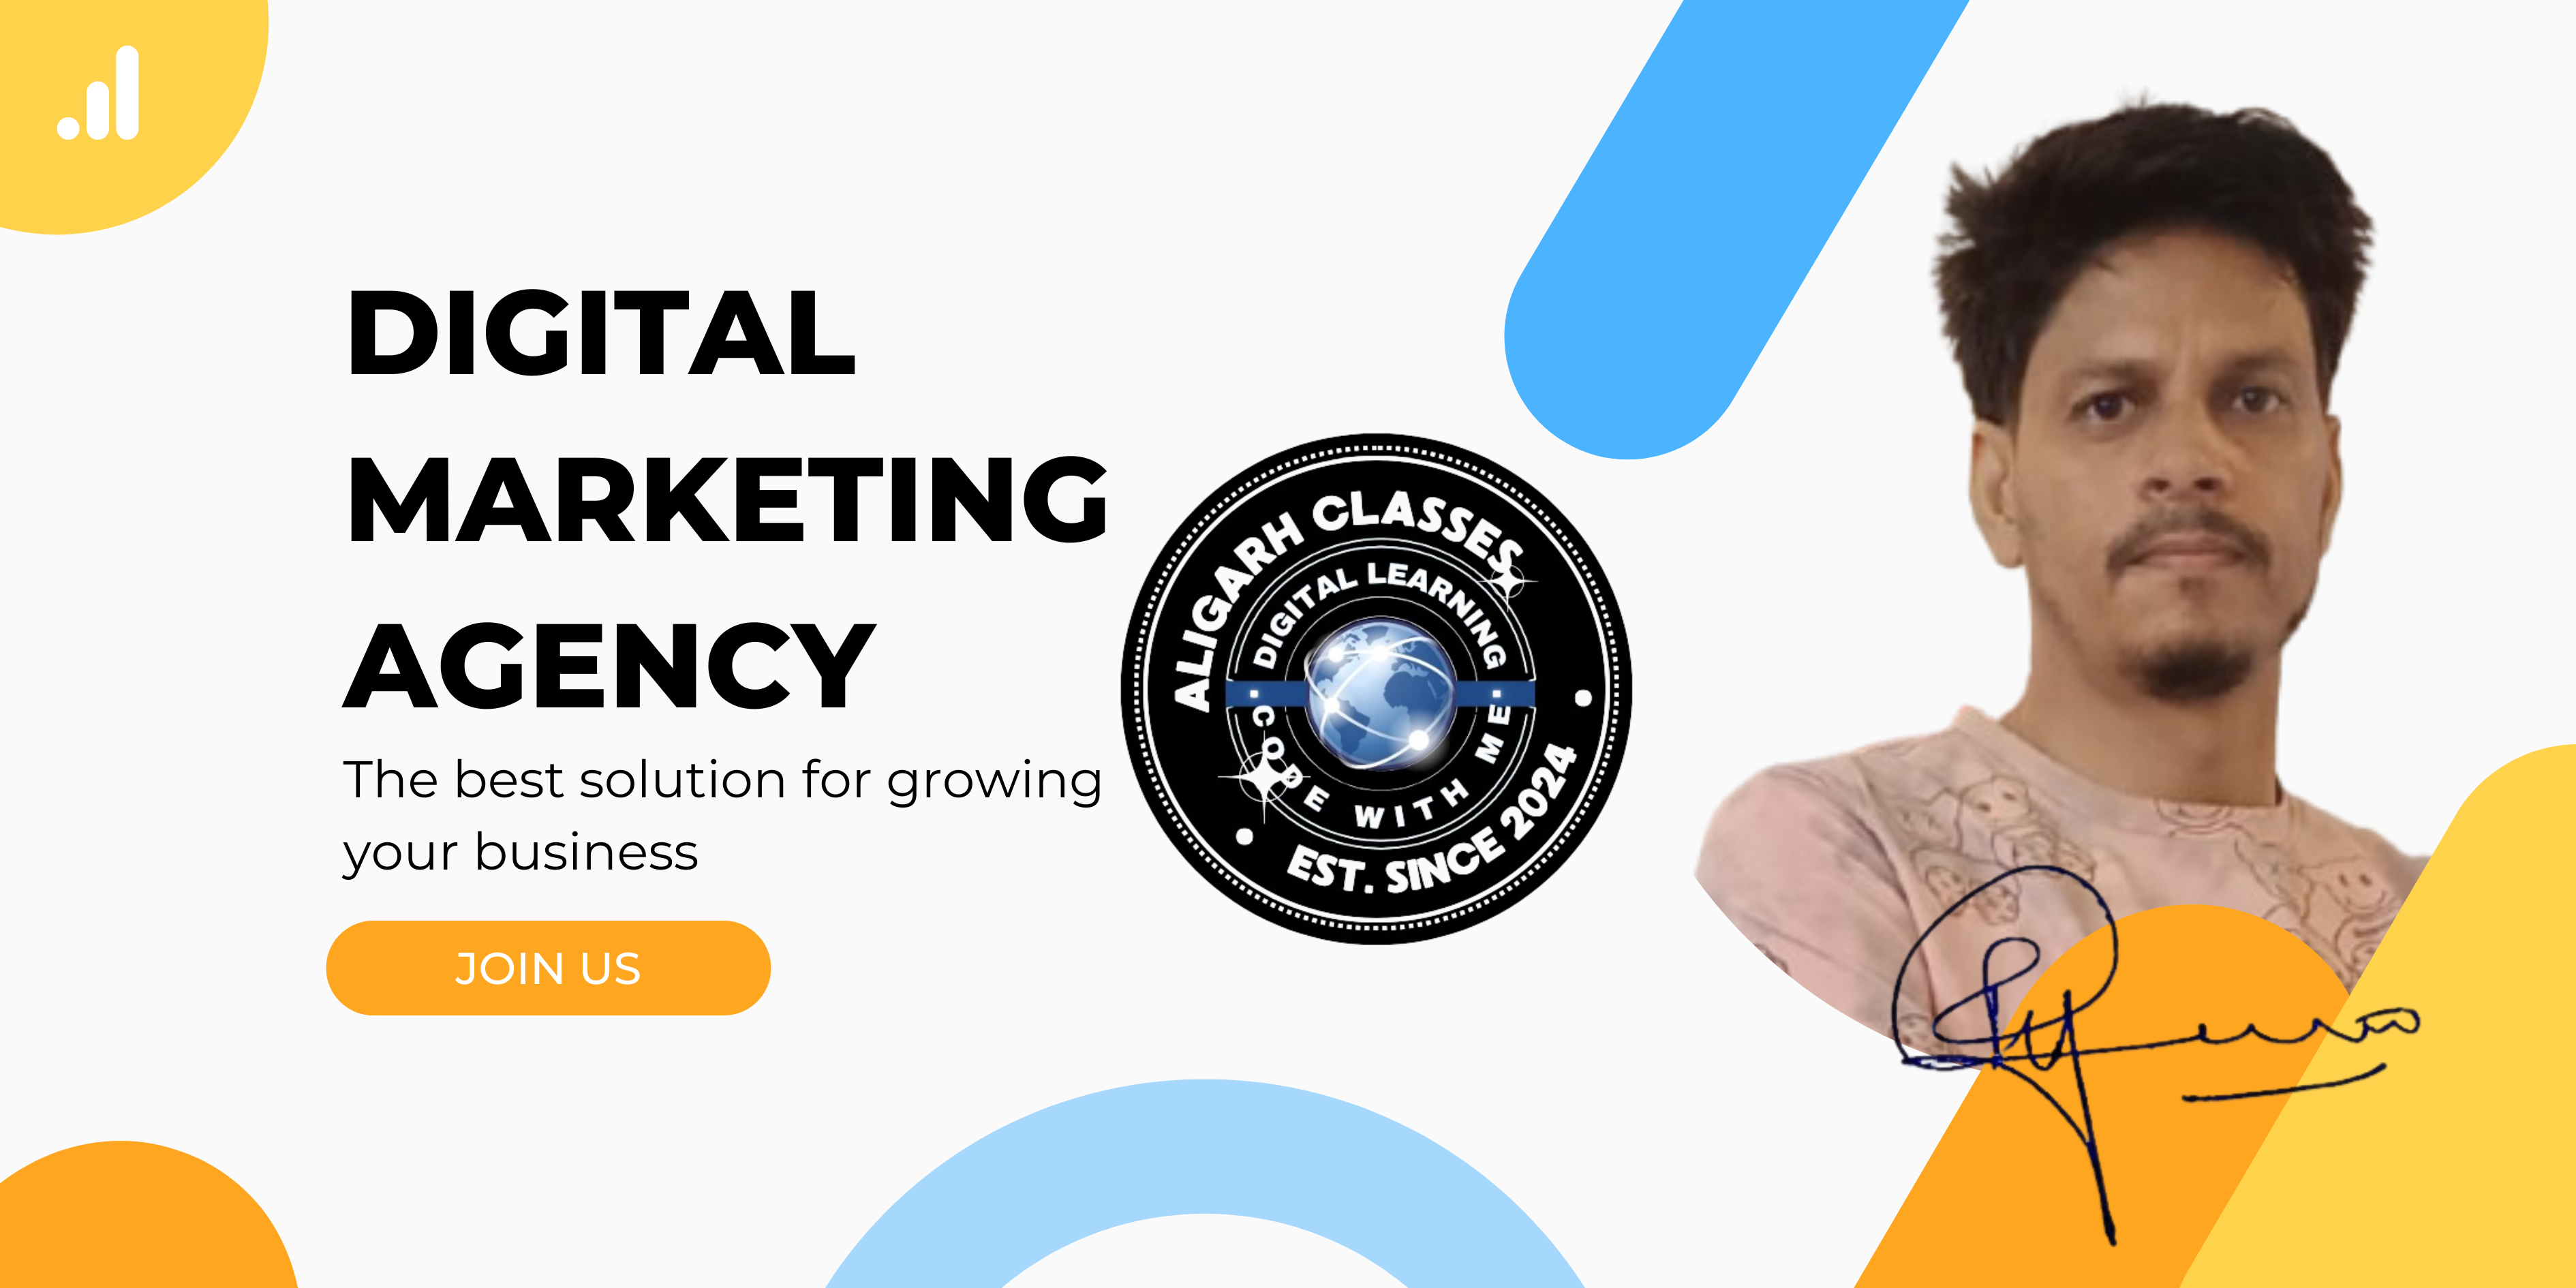 DIGITAL
MARKETING
AGENCY
The best solution for growing
your business
JOIN US
ALIGARH CLASSES
DIGITAL LEARNING
CODE WITH ME
EST. SINCE 2024